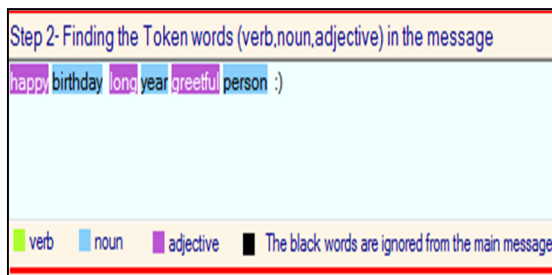 Step 2- Finding the Token words (verb,noun,adjective) in the message
happy birthday long year greetful person :)
verb noun adjective The black words are ignored from the main message